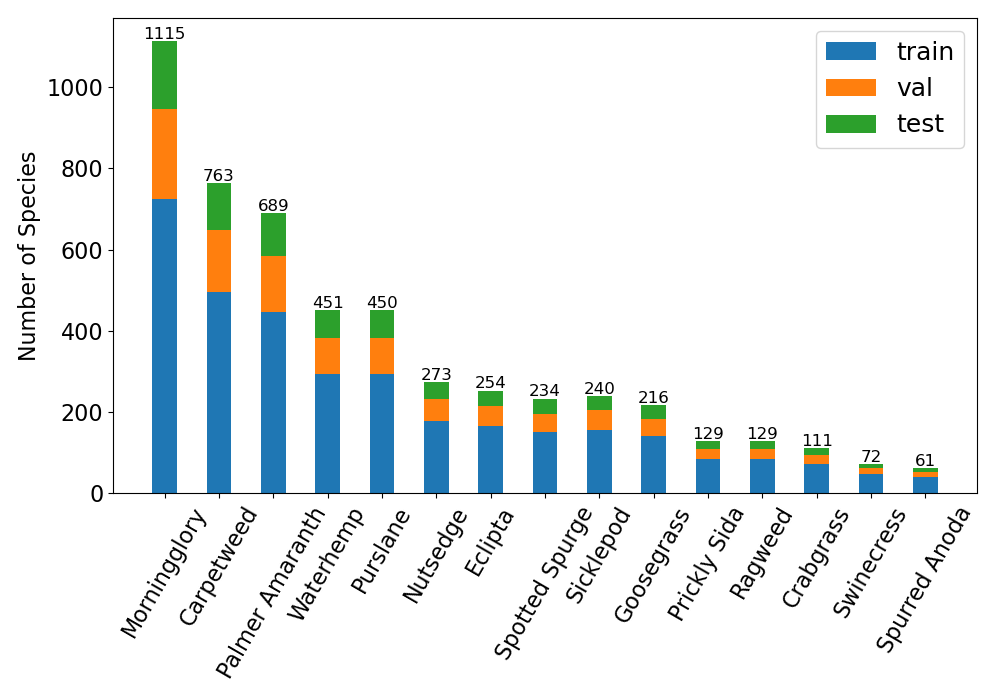 1115
763
689
451
450
273
254
234
240
216
129
129
111
72
61
train
val
test
Number of Species
1000
800
600
400
200
0
Morningglory
Carpetweed
Palmer Amaranth
Waterhemp
Purslane
Nutsedge
Eclipta
Spotted Spurge
Sicklepod
Goosegrass
Prickly Sida
Ragweed
Crabgrass
Swinecress
Spurred Anoda